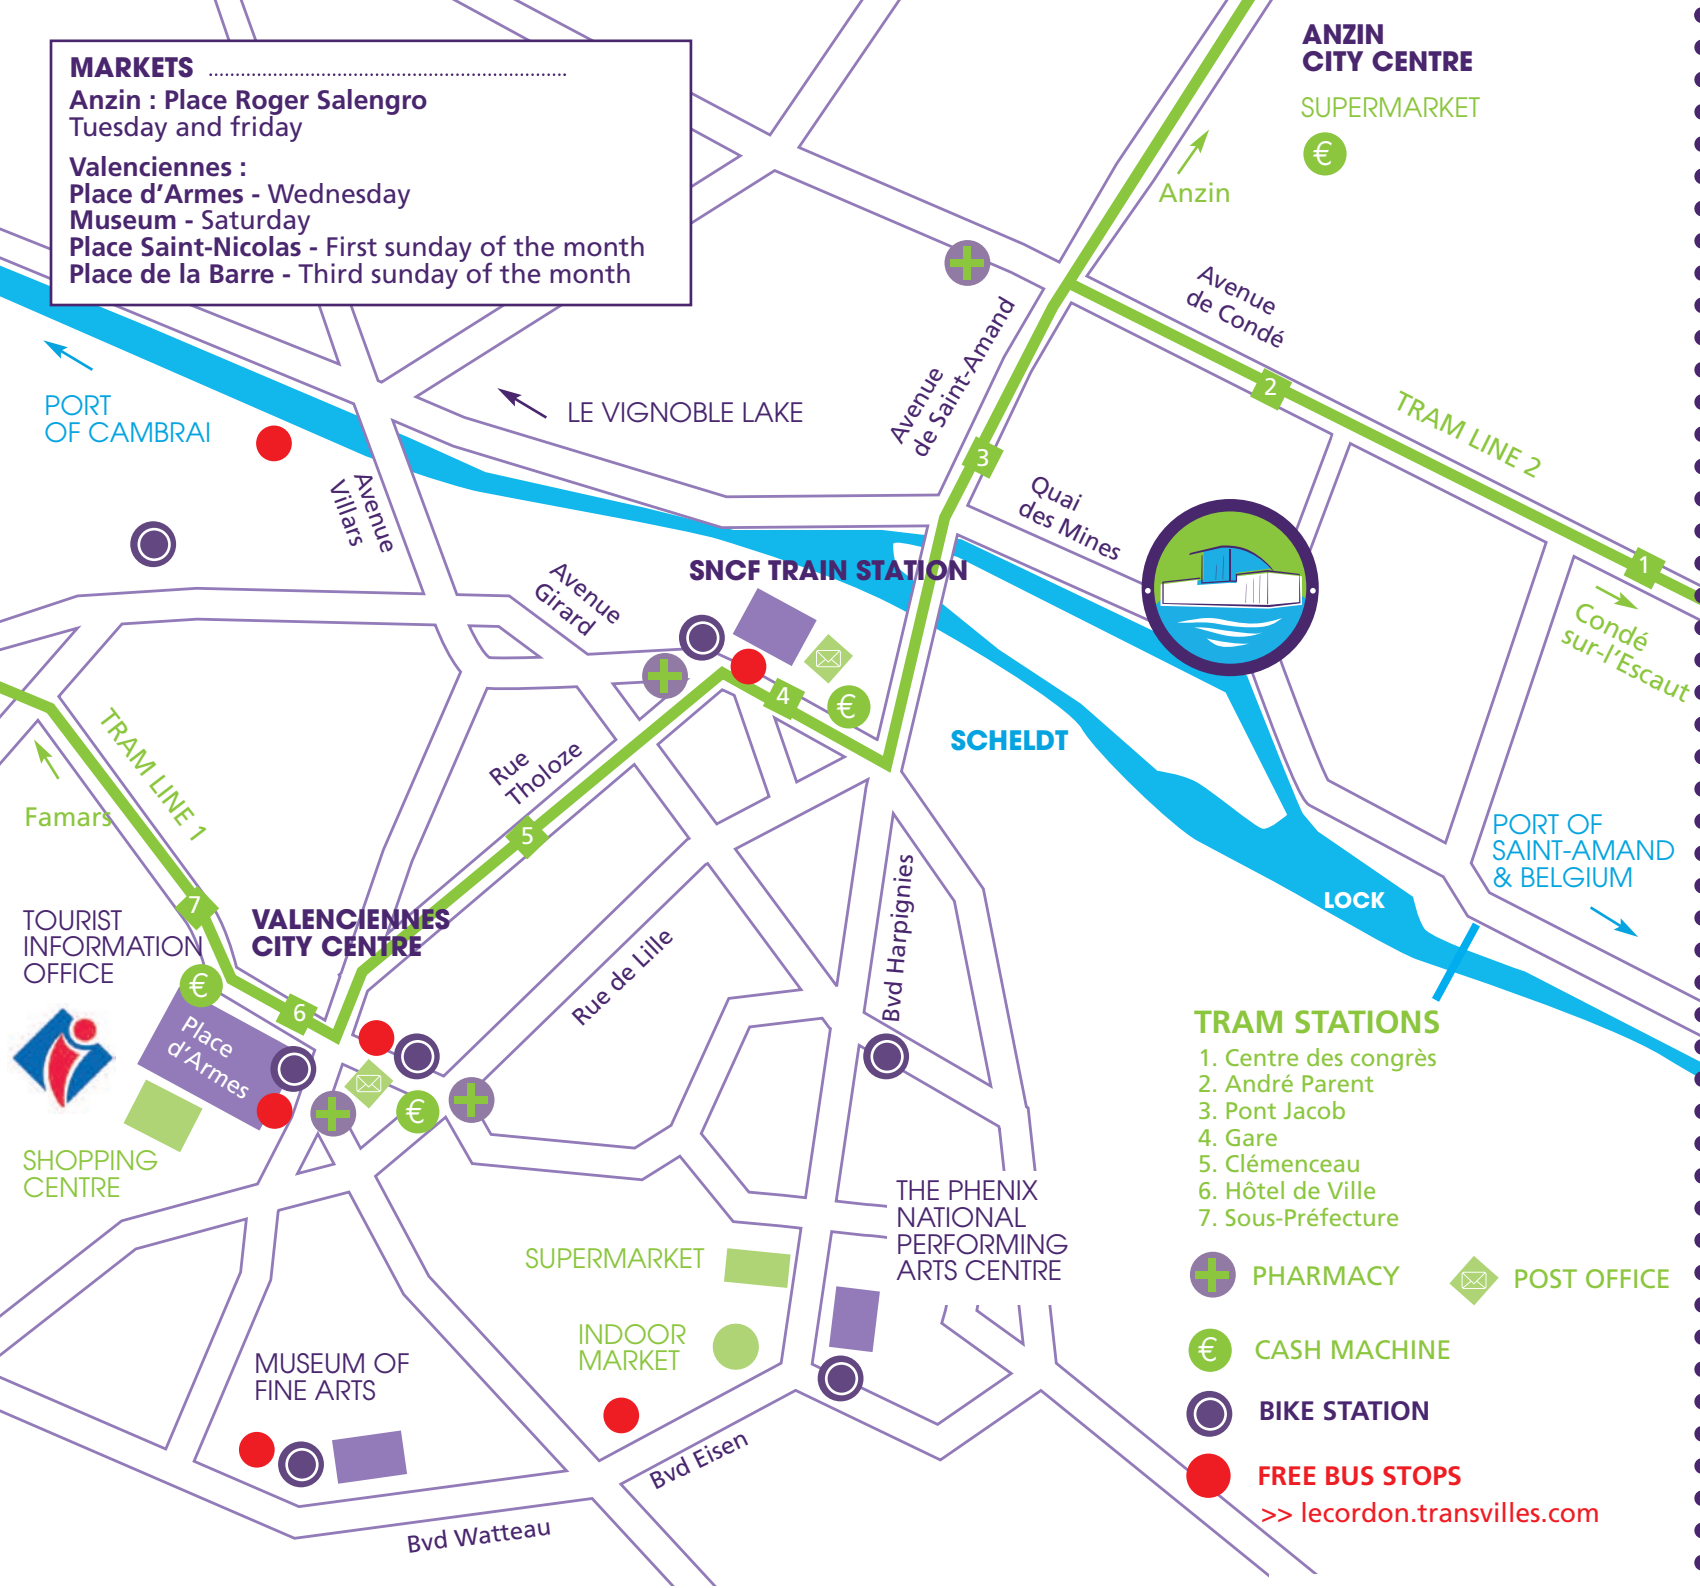 MARKETS
Anzin : Place Roger Salengro
Tuesday and friday
Valenciennes :
Place d'Armes - Wednesday
Museum - Saturday
Place Saint-Nicolas - First sunday of the month
Place de la Barre - Third sunday of the month
ANZIN
CITY CENTRE
SUPERMARKET
€
Anzin
Avenue
de Condé
Avenue
de Saint-Amand
2
TRAM LINE 2
3
PORT
OF CAMBRAI
LE VIGNOBLE LAKE
Avenue
Villars
Quai
des Mines
1
Condé
sur-l'Escaut
SNCF TRAIN STATION
Avenue
Girard
4
€
SCHELDT
TRAM LINE 1
Famars
Rue
Tholoze
5
PORT OF
SAINT-AMAND
& BELGIUM
LOCK
7
TOURIST
INFORMATION
OFFICE
VALENCIENNES
CITY CENTRE
Rue de Lille
Bvd Harpignies
€
6
Place
d'Armes
€
SHOPPING
CENTRE
TRAM STATIONS
1. Centre des congrès
2. André Parent
3. Pont Jacob
4. Gare
5. Clémenceau
6. Hôtel de Ville
7. Sous-Préfecture
THE PHENIX
NATIONAL
PERFORMING
ARTS CENTRE
SUPERMARKET
INDOOR
MARKET
MUSEUM OF
FINE ARTS
Bvd Eisen
Bvd Watteau
PHARMACY
POST OFFICE
€
CASH MACHINE
BIKE STATION
FREE BUS STOPS
>> lecordon.transvilles.com